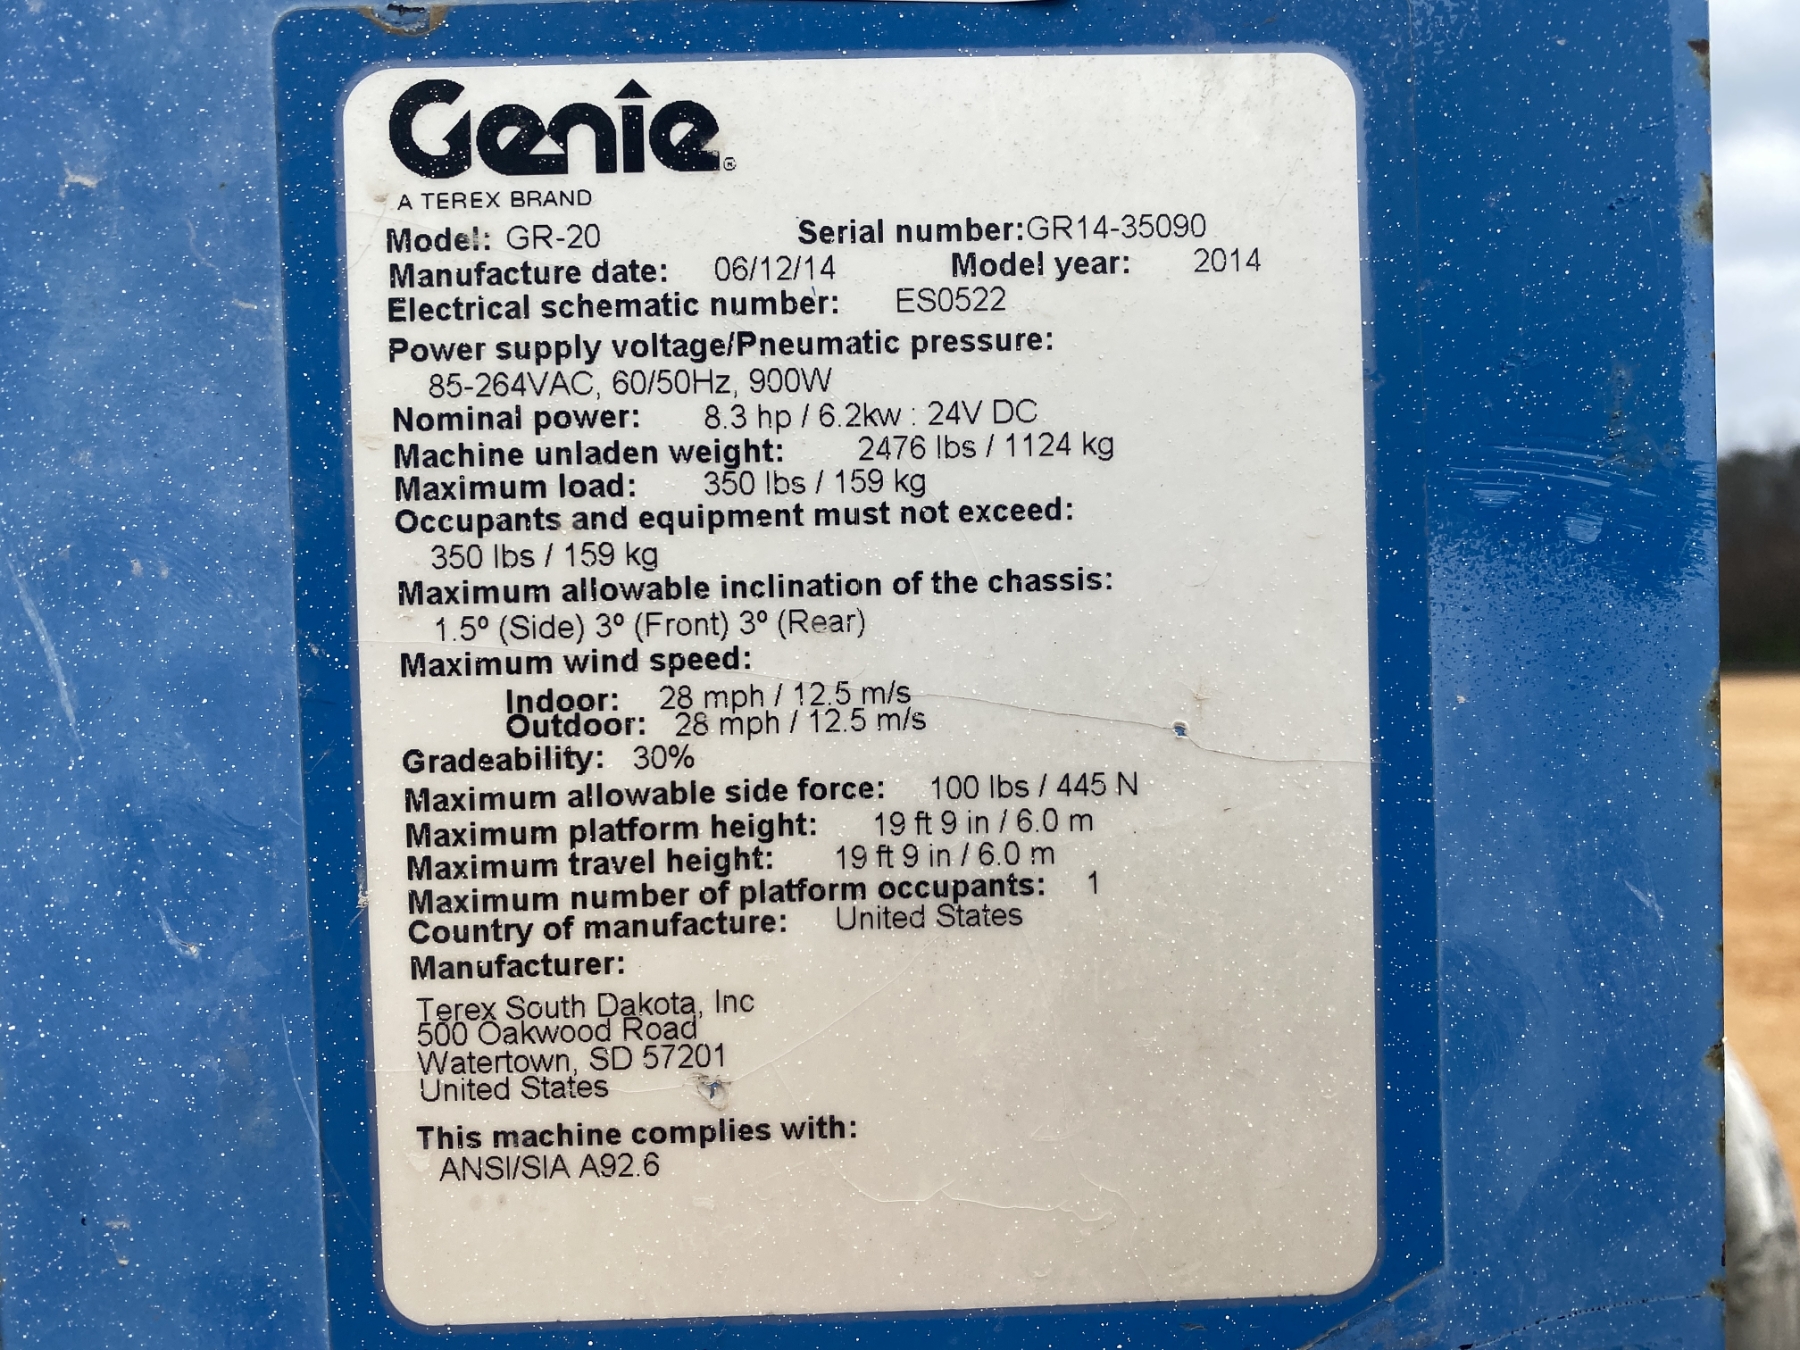 Genie®
A TEREX BRAND
Model: GR-20 Serial number:GR14-35090
Manufacture date: 06/12/14 Model year: 2014
Electrical schematic number: ES0522
Power supply voltage/Pneumatic pressure:
85-264VAC, 60/50Hz, 900W
Nominal power: 8.3 hp / 6.2kw : 24V DC
Machine unladen weight: 2476 lbs / 1124 kg
Maximum load: 350 lbs / 159 kg
Occupants and equipment must not exceed:
350 lbs / 159 kg
Maximum allowable inclination of the chassis:
1.5º (Side) 3º (Front) 3º (Rear)
Maximum wind speed:
Indoor: 28 mph / 12.5 m/s
Outdoor: 28 mph / 12.5 m/s
Gradeability: 30%
Maximum allowable side force: 100 lbs / 445 N
Maximum platform height: 19 ft 9 in / 6.0 m
Maximum travel height: 19 ft 9 in / 6.0 m
Maximum number of platform occupants: 1
Country of manufacture: United States
Manufacturer:
Terex South Dakota, Inc
500 Oakwood Road
Watertown, SD 57201
United States
This machine complies with:
ANSI/SIA A92.6